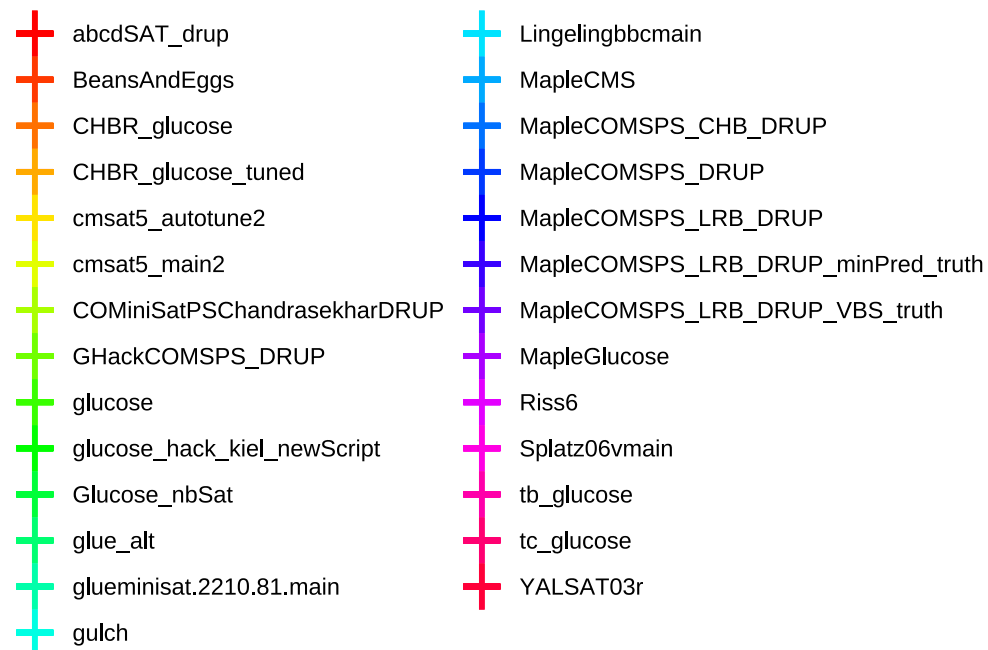 abcdSAT_drup
BeansAndEggs
CHBR_glucose
CHBR_glucose_tuned
cmsat5_autotune2
cmsat5_main2
COMiniSatPSChandrasekharDRUP
GHackCOMSPS_DRUP
glucose
glucose_hack_kiel_newScript
Glucose_nbSat
glue_alt
glueminisat.2210.81.main
gulch
Lingelingbbcmain
MapleCMS
MapleCOMSPS_CHB_DRUP
MapleCOMSPS_DRUP
MapleCOMSPS_LRB_DRUP
MapleCOMSPS_LRB_DRUP_minPred_truth
MapleCOMSPS_LRB_DRUP_VBS_truth
MapleGlucose
Riss6
Splatz06vmain
tb_glucose
tc_glucose
YALSAT03r